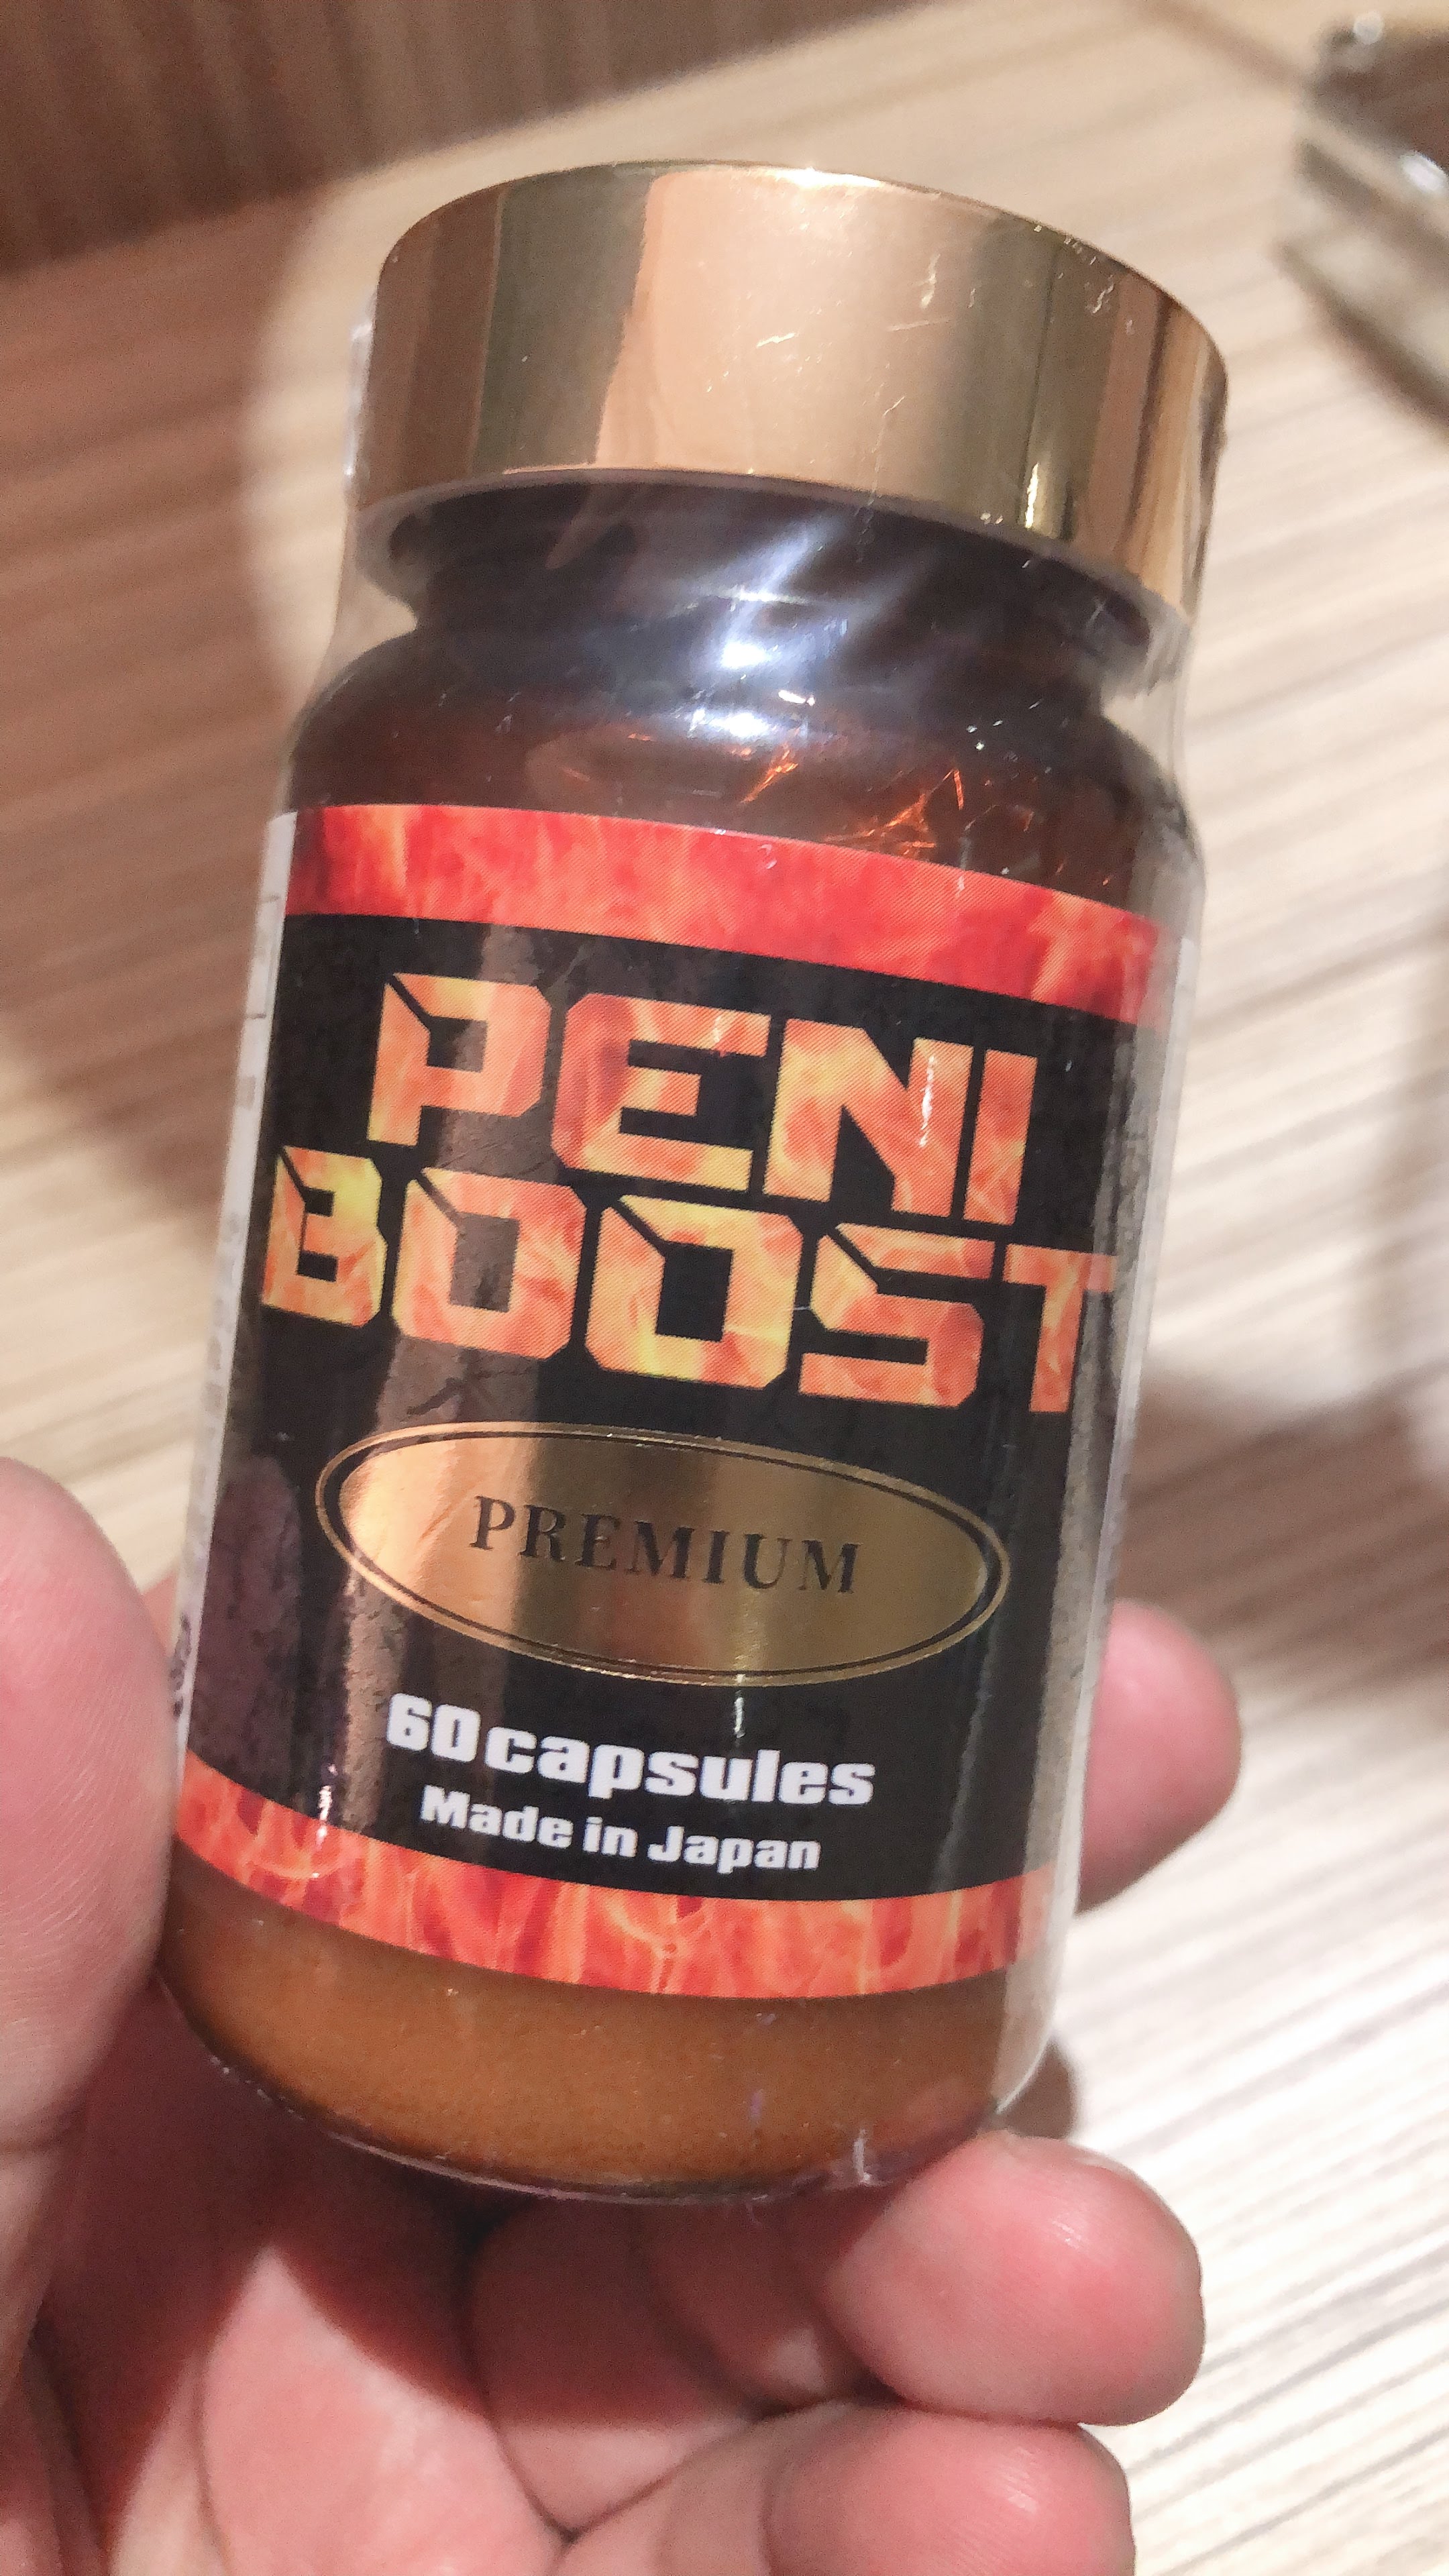 PENI
BOOST
PREMIUM
60capsules
Made in Japan